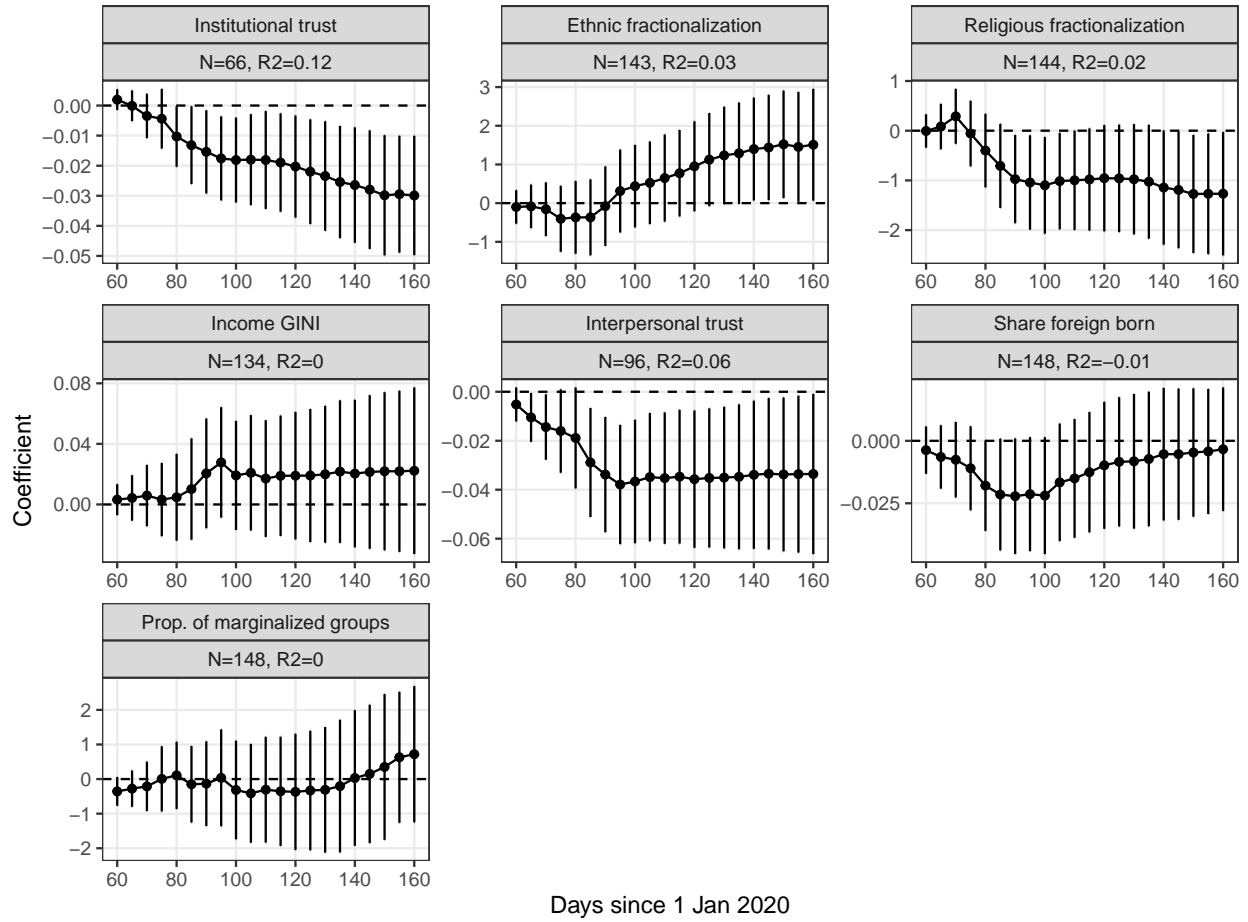 Institutional trust
N=66, R2=0.12
0.00
−0.01
−0.02
−0.03
−0.04
−0.05
60 80 100 120 140 160
Ethnic fractionalization
N=143, R2=0.03
3
2
1
0
−1
60 80 100 120 140 160
Religious fractionalization
N=144, R2=0.02
1
0
−1
−2
60 80 100 120 140 160
Income GINI
N=134, R2=0
0.08
0.04
0.00
60 80 100 120 140 160
Interpersonal trust
N=96, R2=0.06
0.00
−0.02
−0.04
−0.06
60 80 100 120 140 160
Share foreign born
N=148, R2=−0.01
0.000
−0.025
60 80 100 120 140 160
Prop. of marginalized groups
N=148, R2=0
2
1
0
−1
−2
60 80 100 120 140 160
Coefficient
Days since 1 Jan 2020